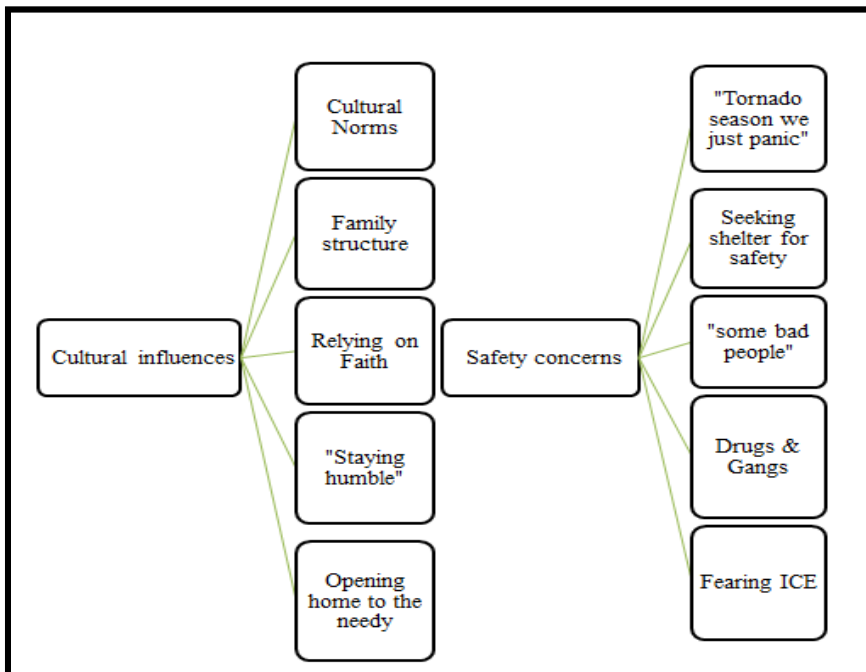 Cultural influences
Cultural
Norms
Family
structure
Relying on
Faith
"Staying
humble"
Opening
home to the
needy
Safety concerns
"Tornado
season we
just panic"
Seeking
shelter for
safety
"some bad
people"
Drugs &
Gangs
Fearing ICE